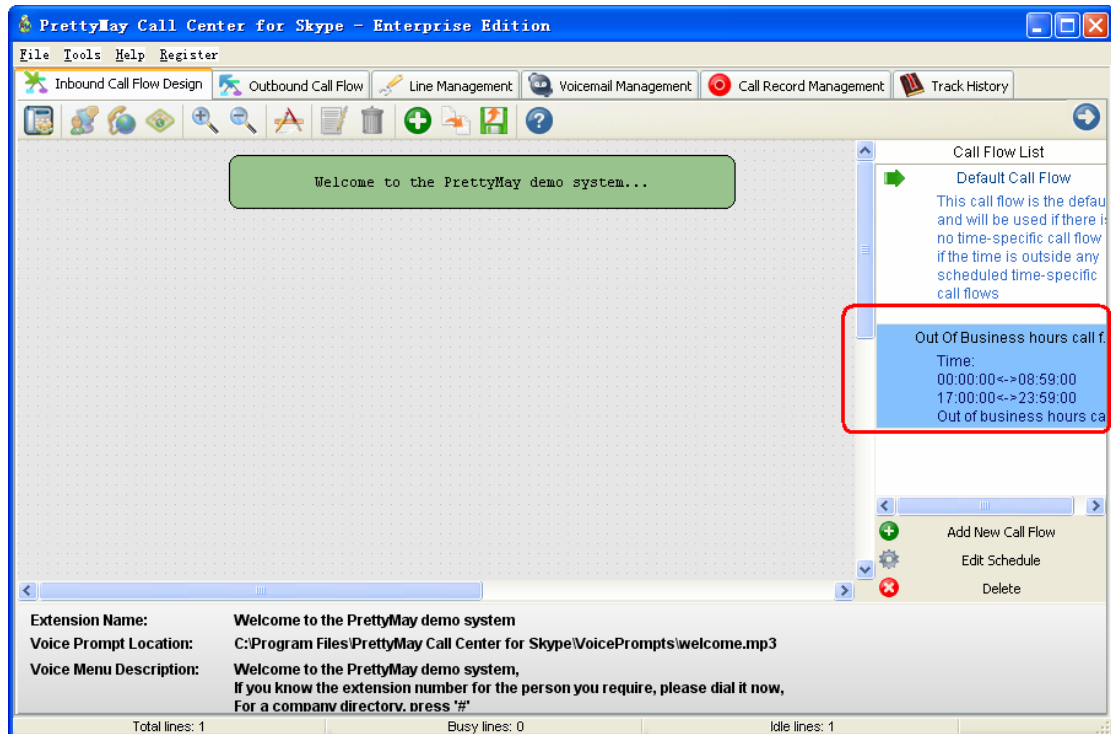 PrettyMay Call Center for Skype - Enterprise Edition
File Tools Help Register
Inbound Call Flow Design Outbound Call Flow Line Management Voicemail Management Call Record Management Track History
Welcome to the PrettyMay demo system...
Call Flow List
Default Call Flow
This call flow is the defau
and will be used if there i
no time-specific call flow
if the time is outside any
scheduled time-specific
call flows
Out Of Business hours call f.
Time:
00:00:00<->08:59:00
17:00:00<->23:59:00
Out of business hours ca
Add New Call Flow
Edit Schedule
Delete
Extension Name: Welcome to the PrettyMay demo system
Voice Prompt Location: C:\Program Files\PrettyMay Call Center for Skype\VoicePrompts\welcome.mp3
Voice Menu Description: Welcome to the PrettyMay demo system,
If you know the extension number for the person you require, please dial it now,
For a company directory, press '#'
Total lines: 1 Busy lines: 0 Idle lines: 1